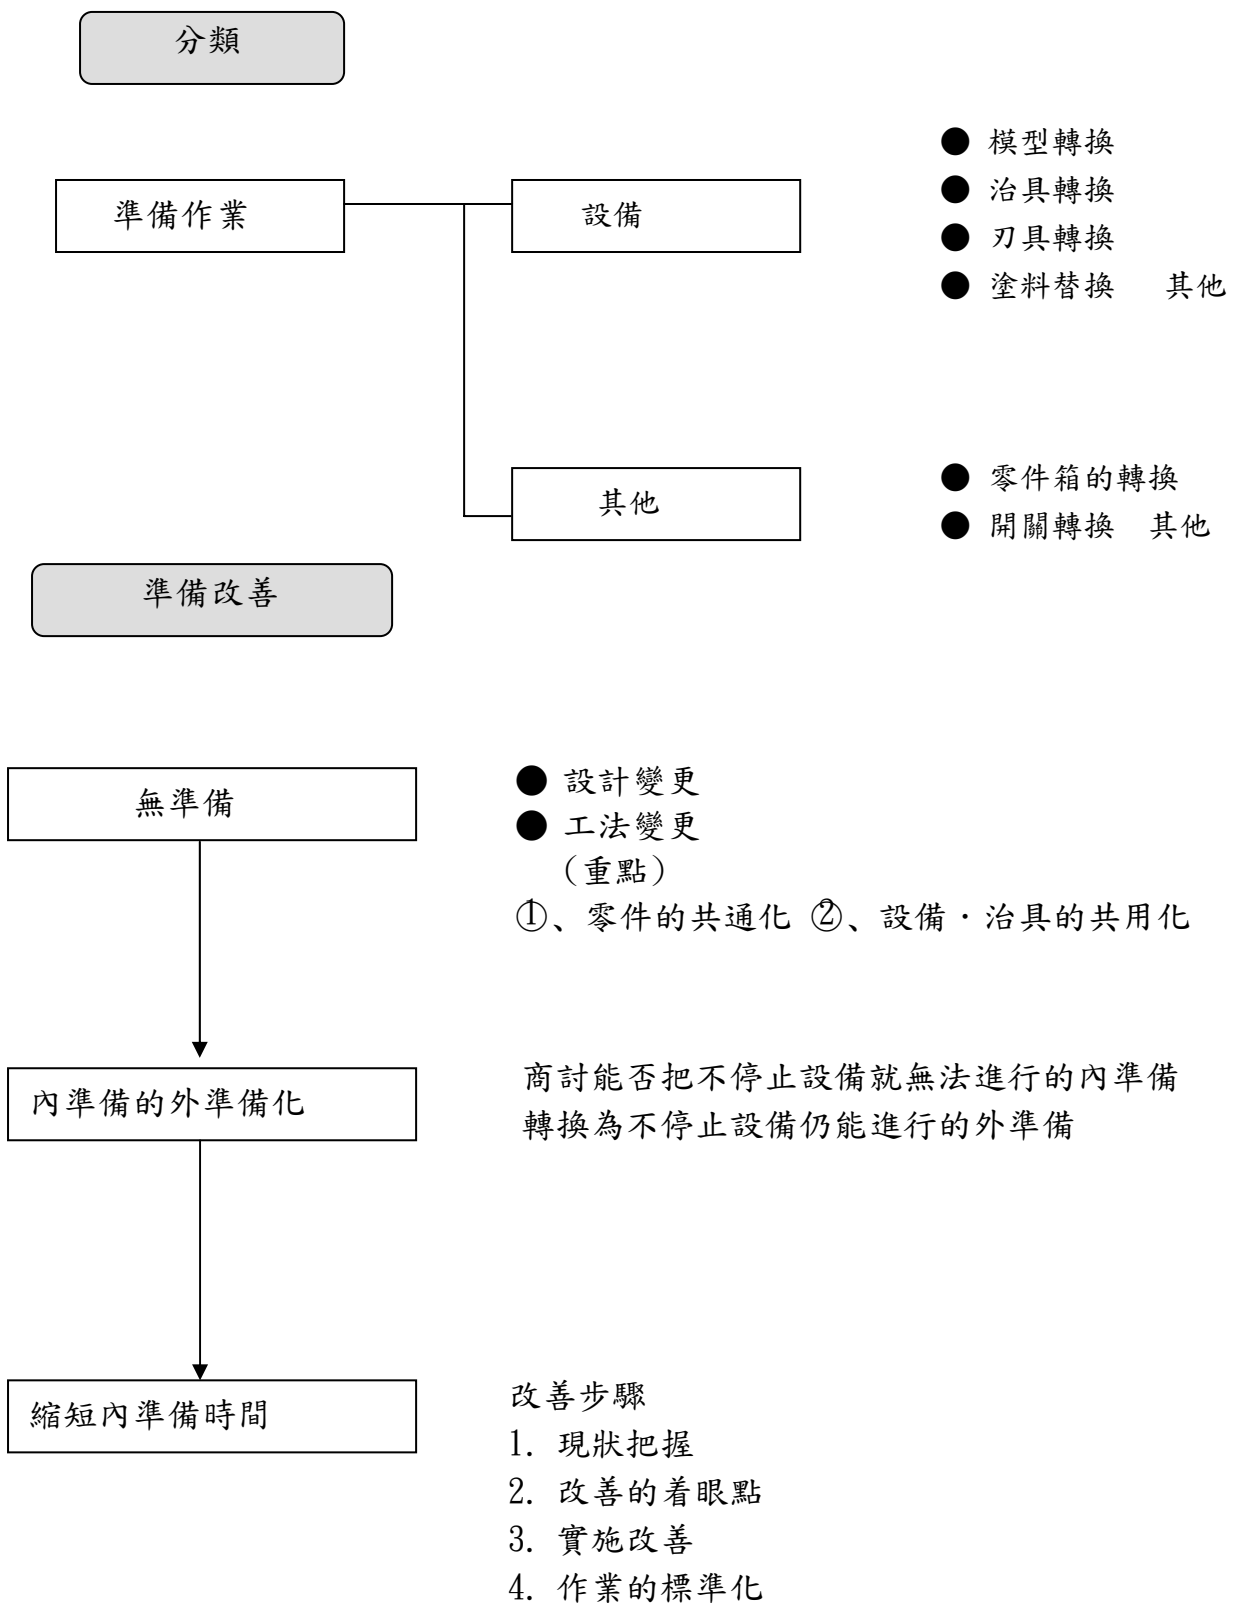 分類
準備作業
設備
● 模型轉換
● 治具轉換
● 刃具轉換
● 塗料替換 其他
其他
● 零件箱的轉換
● 開關轉換 其他
準備改善
無準備
● 設計變更
● 工法變更
（重點）
①、零件的共通化 ②、設備．治具的共用化
內準備的外準備化
商討能否把不停止設備就無法進行的內準備
轉換為不停止設備仍能進行的外準備
縮短內準備時間
改善步驟
1. 現狀把握
2. 改善的着眼點
3. 實施改善
4. 作業的標準化